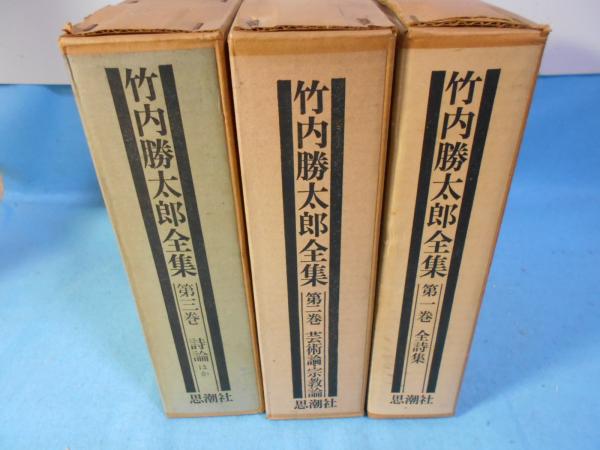 竹内勝太郎全集
第三巻 詩論ほか
思潮社
竹内勝太郎全集
第二巻 芸術論・宗教論
思潮社
竹内勝太郎全集
第一巻 全詩集
思潮社